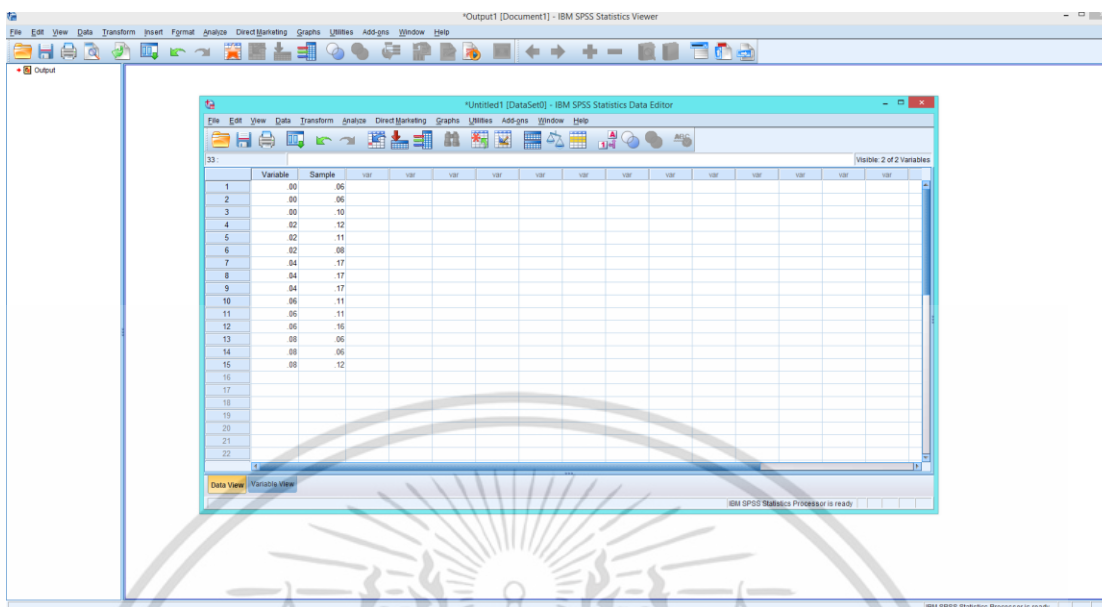 *Output1 [Document1] - IBM SPSS Statistics Viewer
File Edit View Data Transform Insert Format Analyze Direct Marketing Graphs Utilities Add-ons Window Help
Output
*Untitled1 [DataSet0] - IBM SPSS Statistics Data Editor
File Edit View Data Transform Analyze Direct Marketing Graphs Utilities Add-ons Window Help
33 : Visible: 2 of 2 Variables
Variable Sample var var var var var var var var var var var var var
1 .00 .06
2 .00 .06
3 .00 .10
4 .02 .12
5 .02 .11
6 .02 .08
7 .04 .17
8 .04 .17
9 .04 .17
10 .06 .11
11 .06 .11
12 .06 .16
13 .08 .06
14 .08 .06
15 .08 .12
16
17
18
19
20
21
22
Data View Variable View
IBM SPSS Statistics Processor is ready
IBM SPSS Statistics Processor is ready